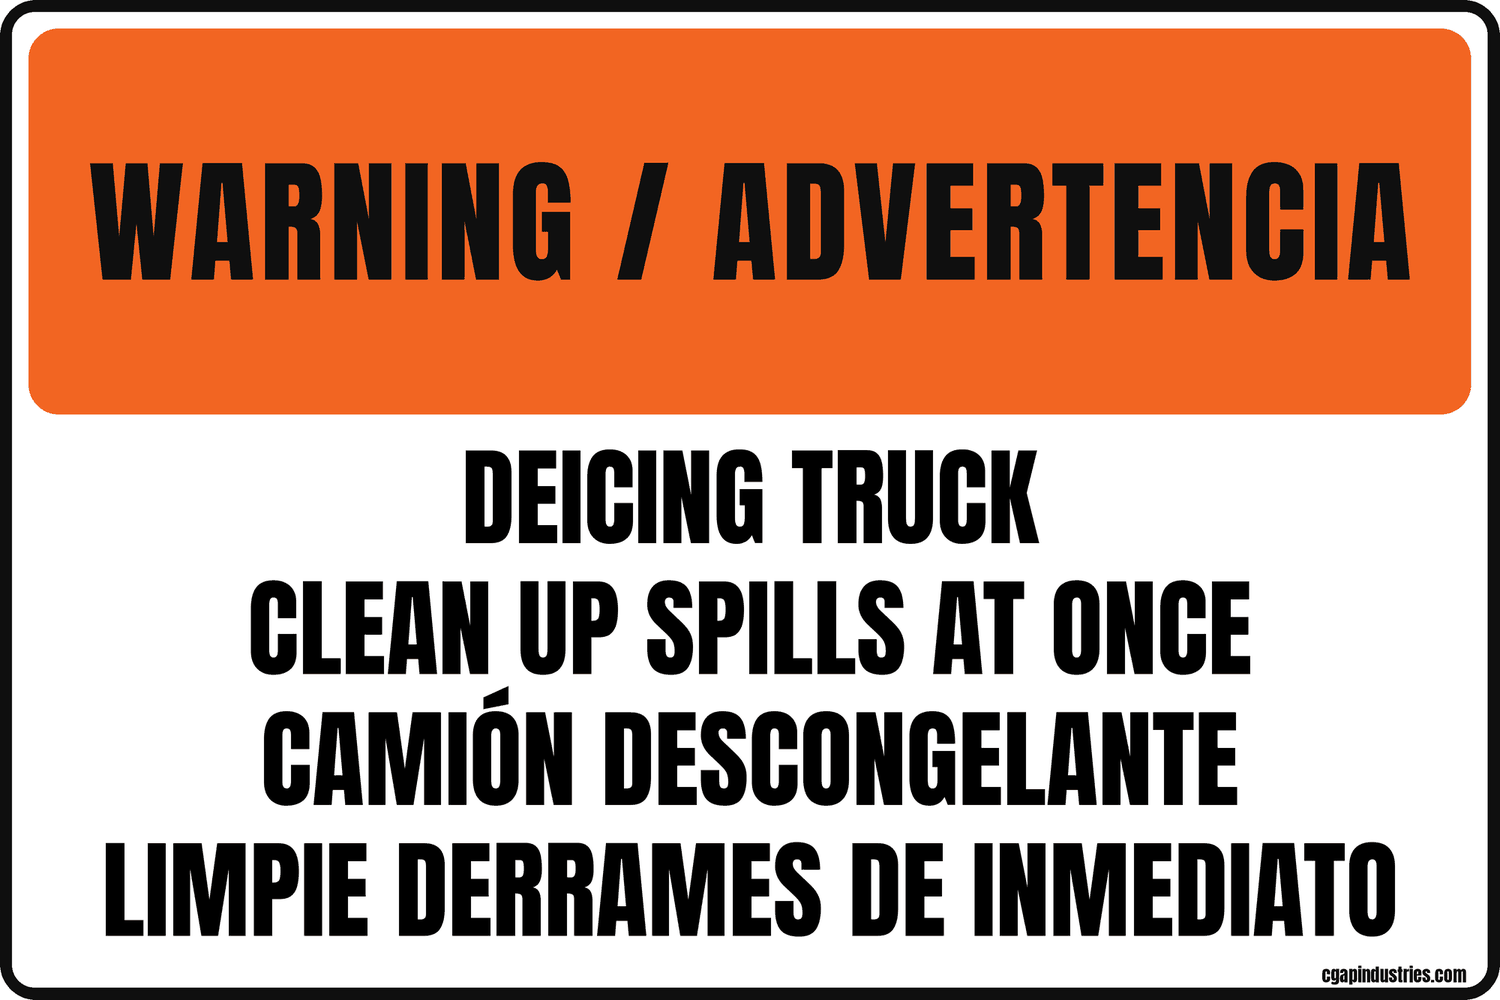 WARNING / ADVERTENCIA
DEICING TRUCK
CLEAN UP SPILLS AT ONCE
CAMIÓN DESCONGELANTE
LIMPIE DERRAMES DE INMEDIATO
cgapindustries.com